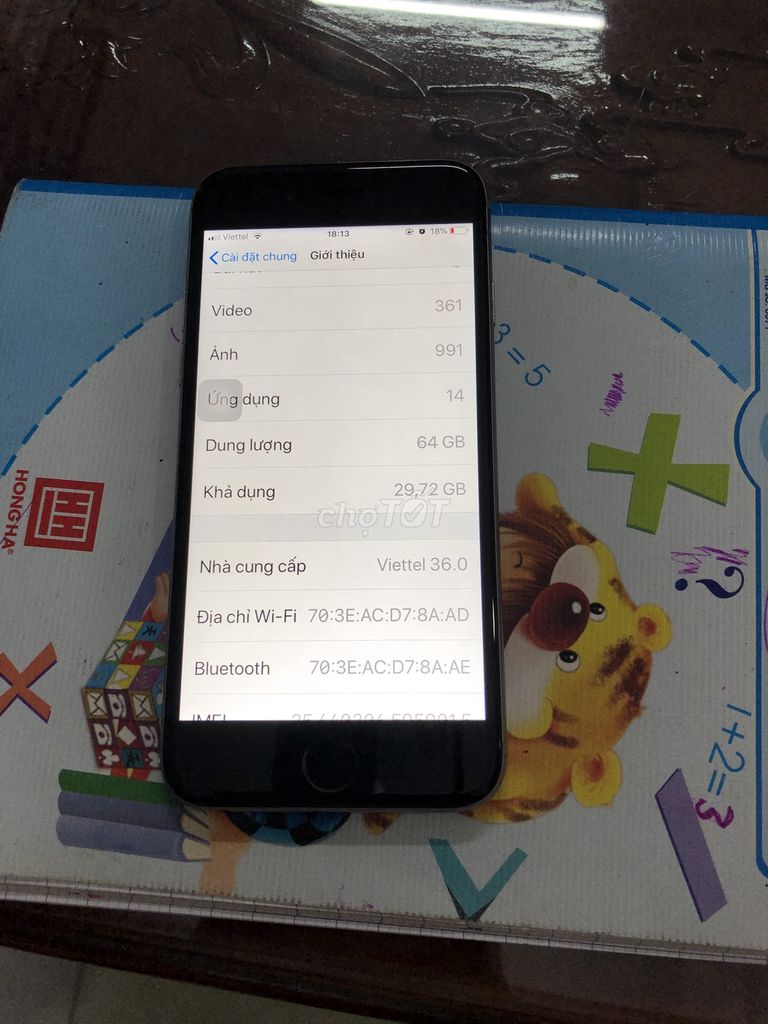 Viettel 18:13 18%
Cài đặt chung Giới thiệu
Video 361
Ảnh 991
Ứng dụng 14
Dung lượng 64 GB
Khả dụng 29,72 GB
chợTỐT
Nhà cung cấp Viettel 36.0
Địa chỉ Wi-Fi 70:3E:AC:D7:8A:AD
Bluetooth 70:3E:AC:D7:8A:AE
IMEI
3=5
HH
HONG HA®
?
1+2=3